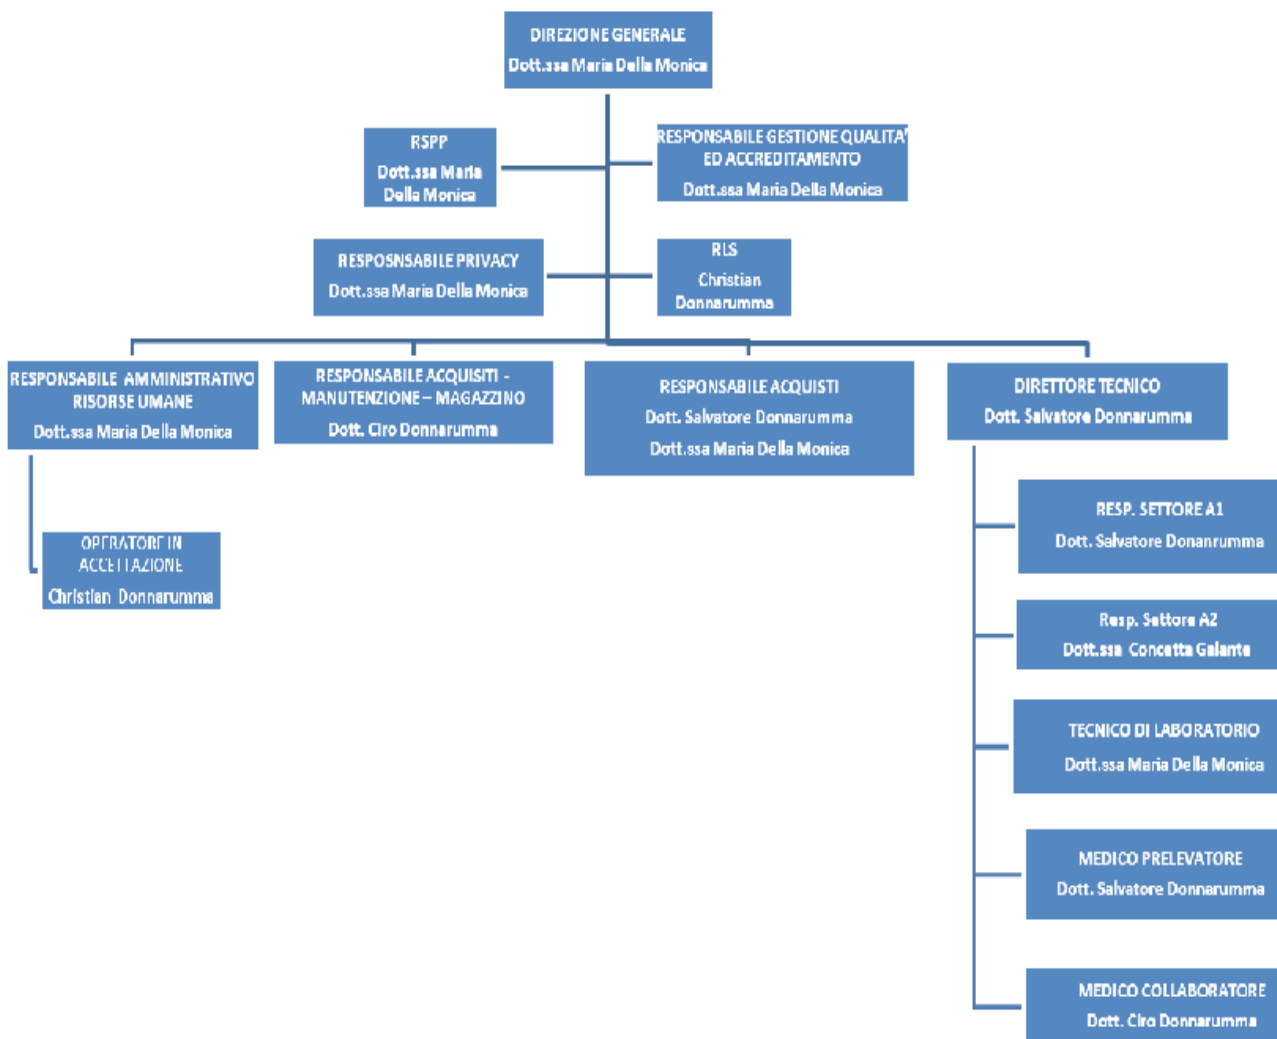 DIREZIONE GENERALE
Dott.ssa Maria Della Monica
RSPP
Dott.ssa Maria
Della Monica
RESPONSABILE GESTIONE QUALITA'
ED ACCREDITAMENTO
Dott.ssa Maria Della Monica
RESPOSNSABILE PRIVACY
Dott.ssa Maria Della Monica
RLS
Christian
Donnarumma
RESPONSABILE AMMINISTRATIVO
RISORSE UMANE
Dott.ssa Maria Della Monica
RESPONSABILE ACQUISITI -
MANUTENZIONE – MAGAZZINO
Dott. Ciro Donnarumma
RESPONSABILE ACQUISTI
Dott. Salvatore Donnarumma
Dott.ssa Maria Della Monica
DIRETTORE TECNICO
Dott. Salvatore Donnarumma
OPERATORE IN
ACCETTAZIONE
Christian Donnarumma
RESP. SETTORE A1
Dott. Salvatore Donanrumma
Resp. Settore A2
Dott.ssa Concetta Galante
TECNICO DI LABORATORIO
Dott.ssa Maria Della Monica
MEDICO PRELEVATORE
Dott. Salvatore Donnarumma
MEDICO COLLABORATORE
Dott. Ciro Donnarumma